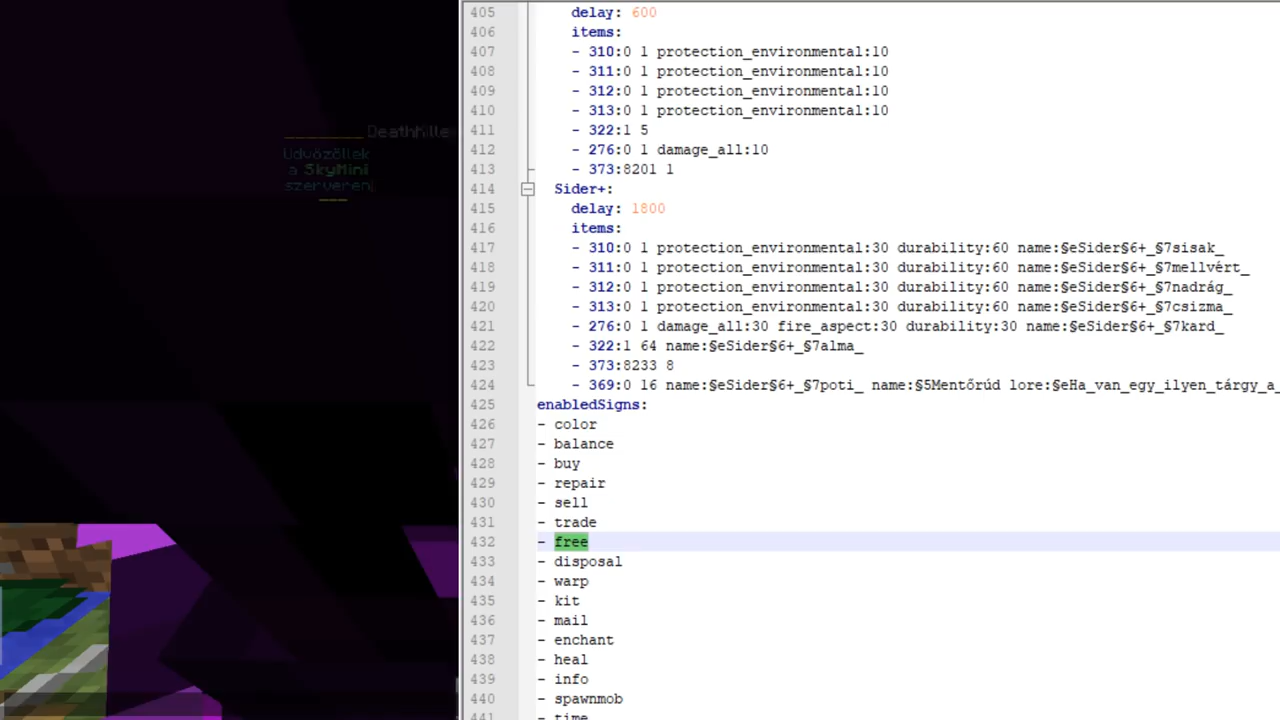 Deathkiller
Üdvözöllek
a SkyMini
szerveren
405 delay: 600
406 items:
407 - 310:0 1 protection_environmental:10
408 - 311:0 1 protection_environmental:10
409 - 312:0 1 protection_environmental:10
410 - 313:0 1 protection_environmental:10
411 - 322:1 5
412 - 276:0 1 damage_all:10
413 - 373:8201 1
414 Sider+:
415 delay: 1800
416 items:
417 - 310:0 1 protection_environmental:30 durability:60 name:§eSider§6+_§7sisak_
418 - 311:0 1 protection_environmental:30 durability:60 name:§eSider§6+_§7mellvért_
419 - 312:0 1 protection_environmental:30 durability:60 name:§eSider§6+_§7nadrág_
420 - 313:0 1 protection_environmental:30 durability:60 name:§eSider§6+_§7csizma_
421 - 276:0 1 damage_all:30 fire_aspect:30 durability:30 name:§eSider§6+_§7kard_
422 - 322:1 64 name:§eSider§6+_§7alma_
423 - 373:8233 8
424 - 369:0 16 name:§eSider§6+_§7poti_ name:§5Mentőrúd lore:§eHa_van_egy_ilyen_tárgy_a_
425 enabledSigns:
426 - color
427 - balance
428 - buy
429 - repair
430 - sell
431 - trade
432 - free
433 - disposal
434 - warp
435 - kit
436 - mail
437 - enchant
438 - heal
439 - info
440 - spawnmob
441 - time